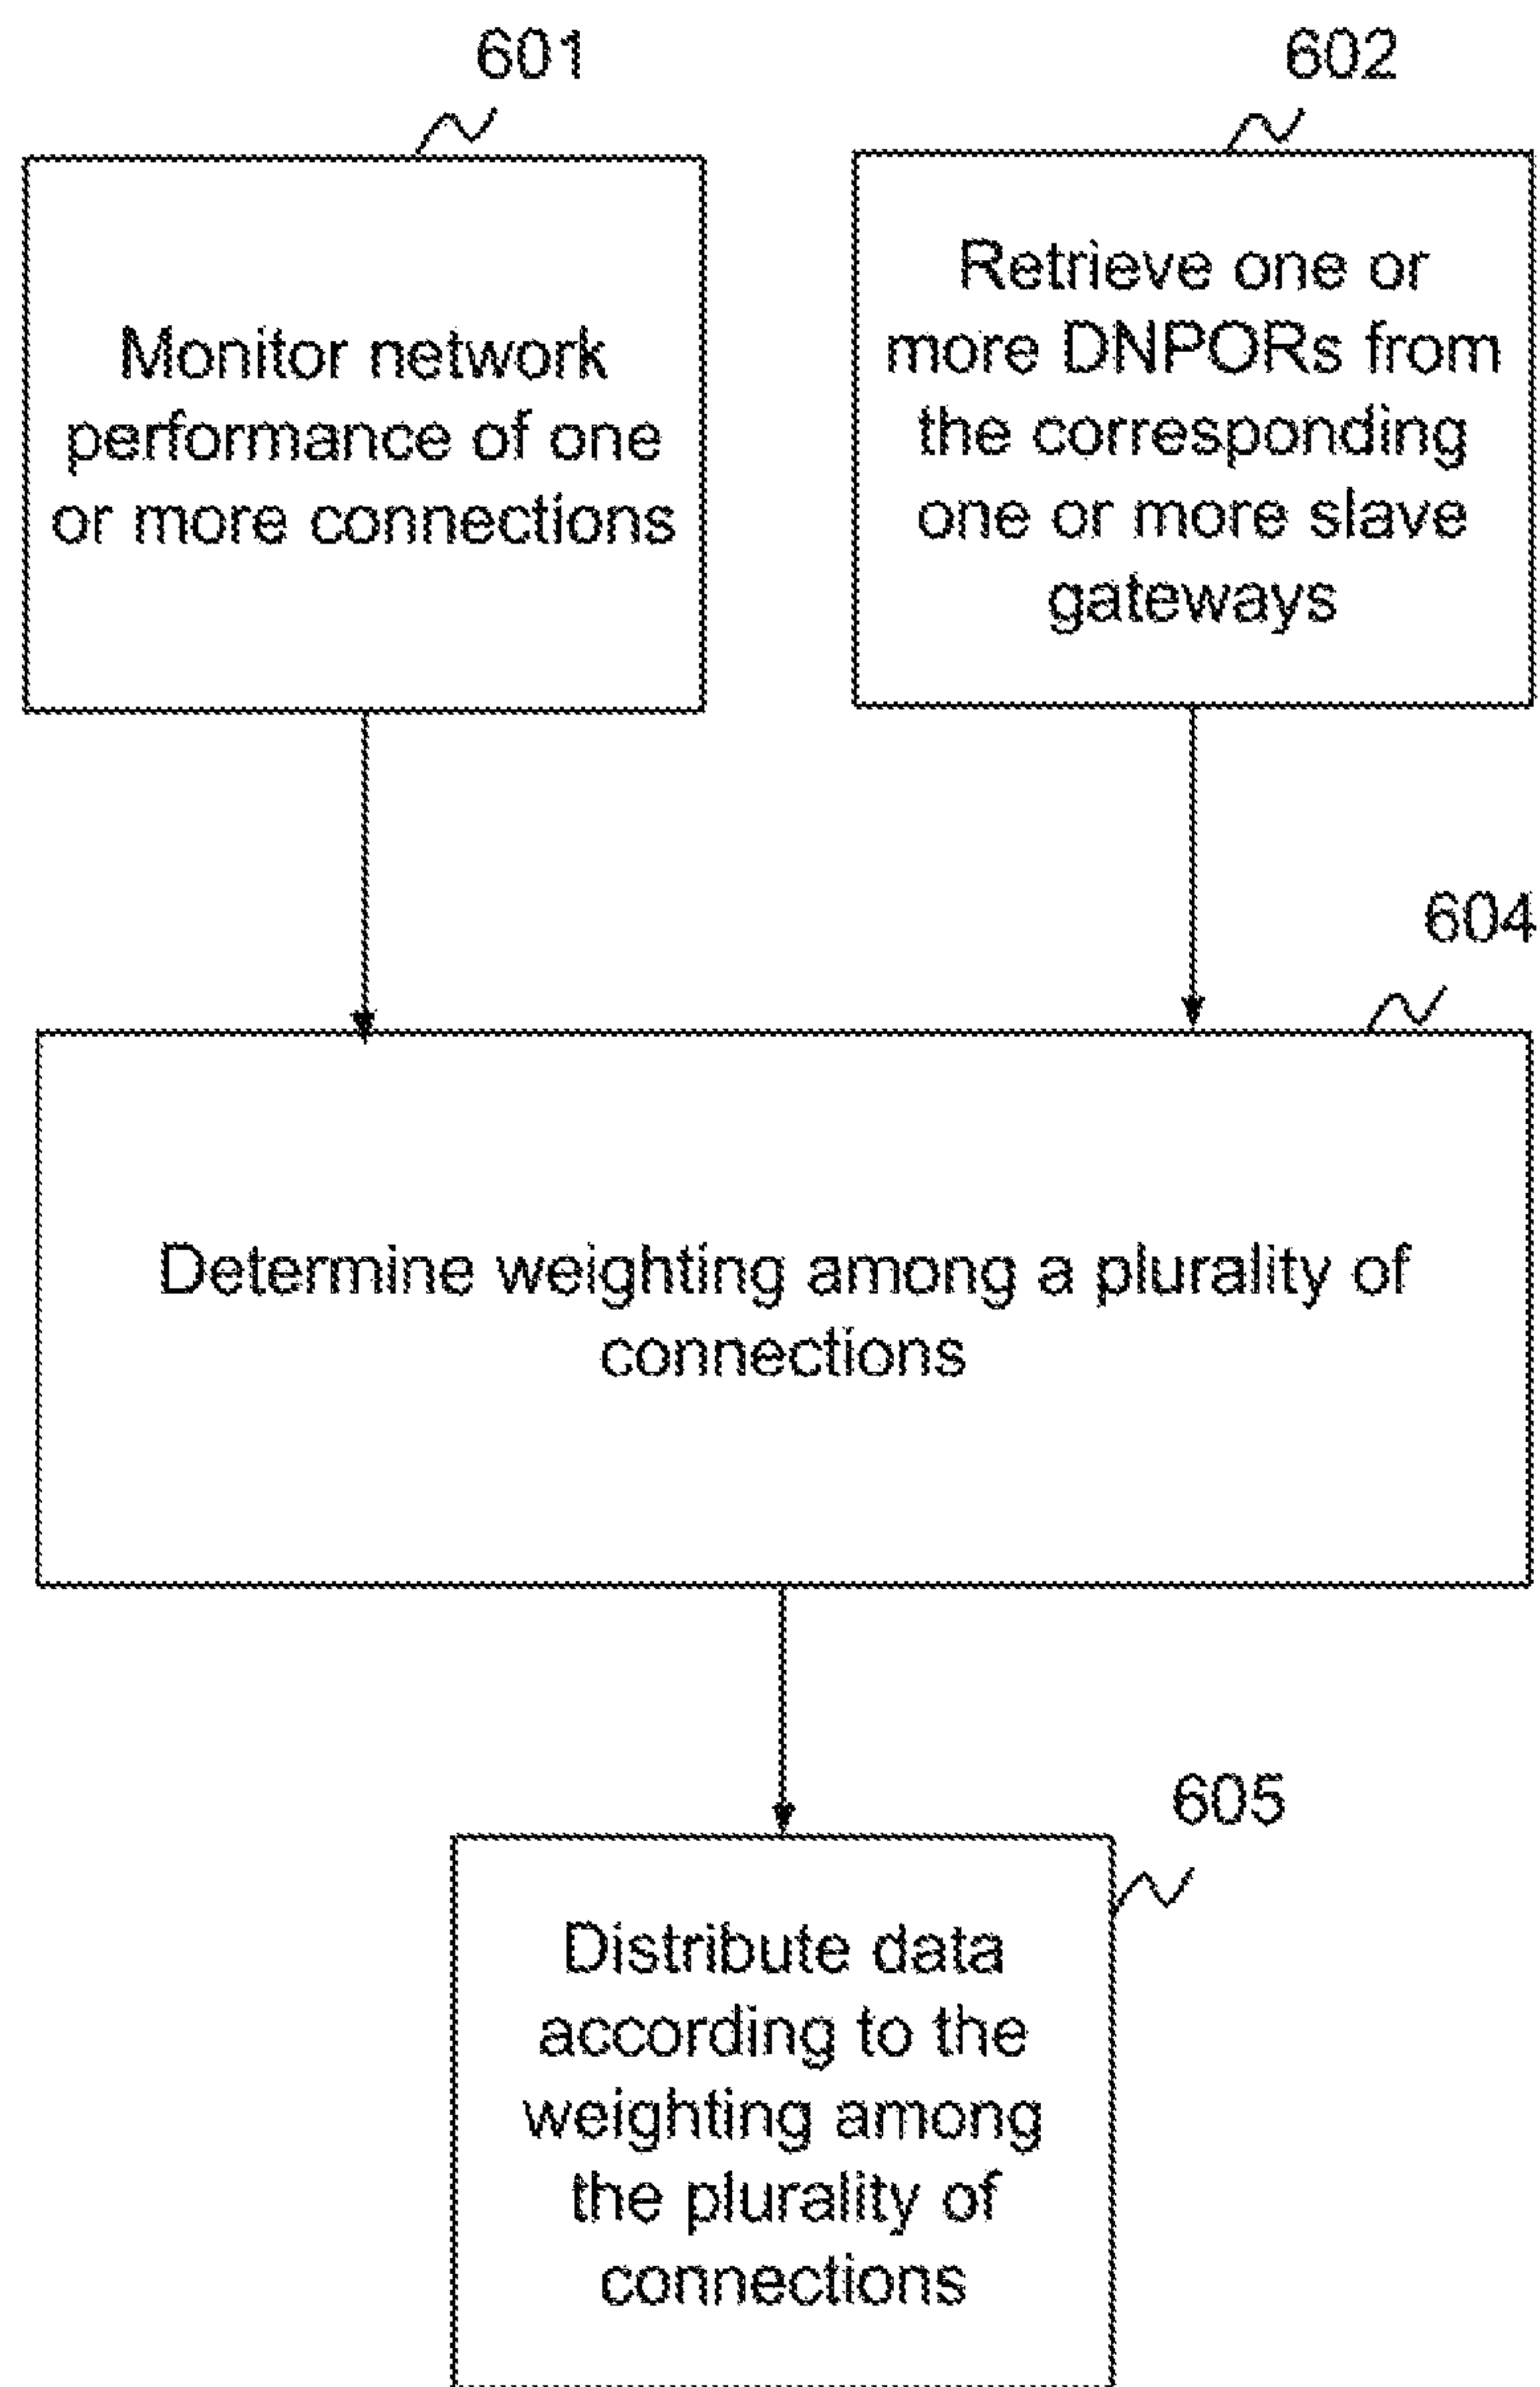 601
602
Monitor network
performance of one
or more connections
Retrieve one or
more DNPORs from
the corresponding
one or more slave
gateways
604
Determine weighting among a plurality of
connections
605
Distribute data
according to the
weighting among
the plurality of
connections